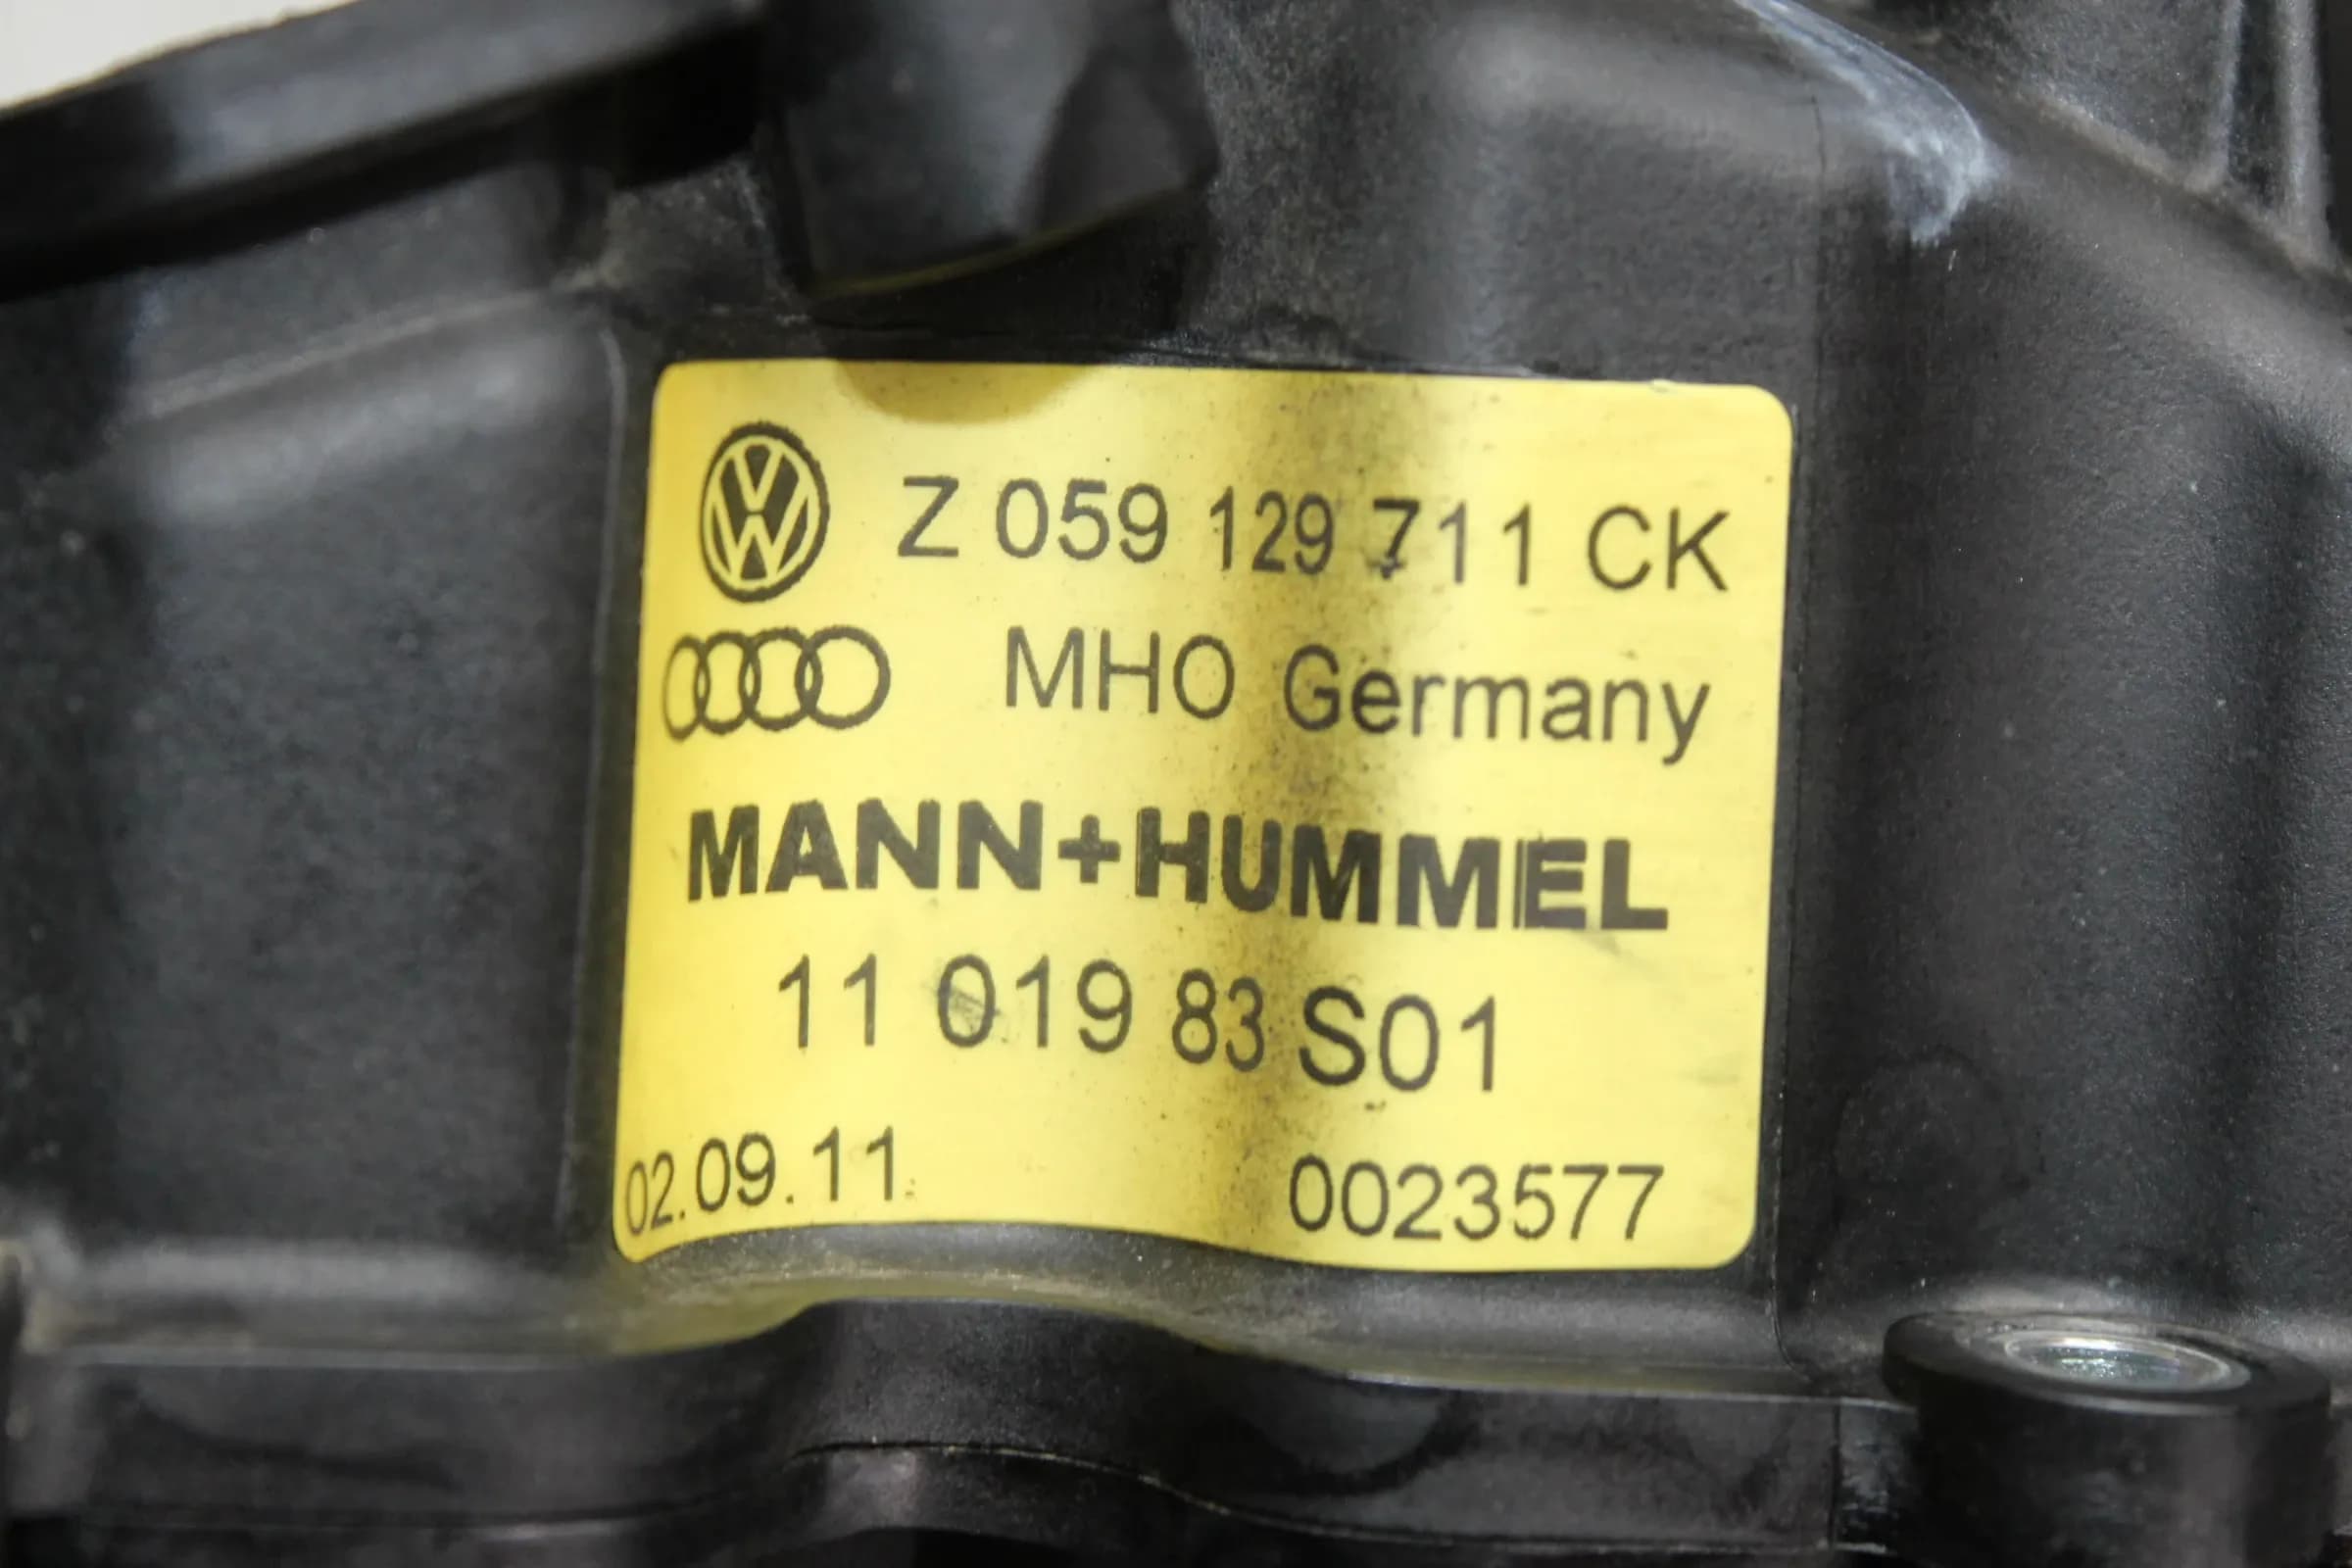 Z 059 129 711 CK
MHO Germany
MANN+HUMMEL
11 019 83 S01
02.09.11 0023577